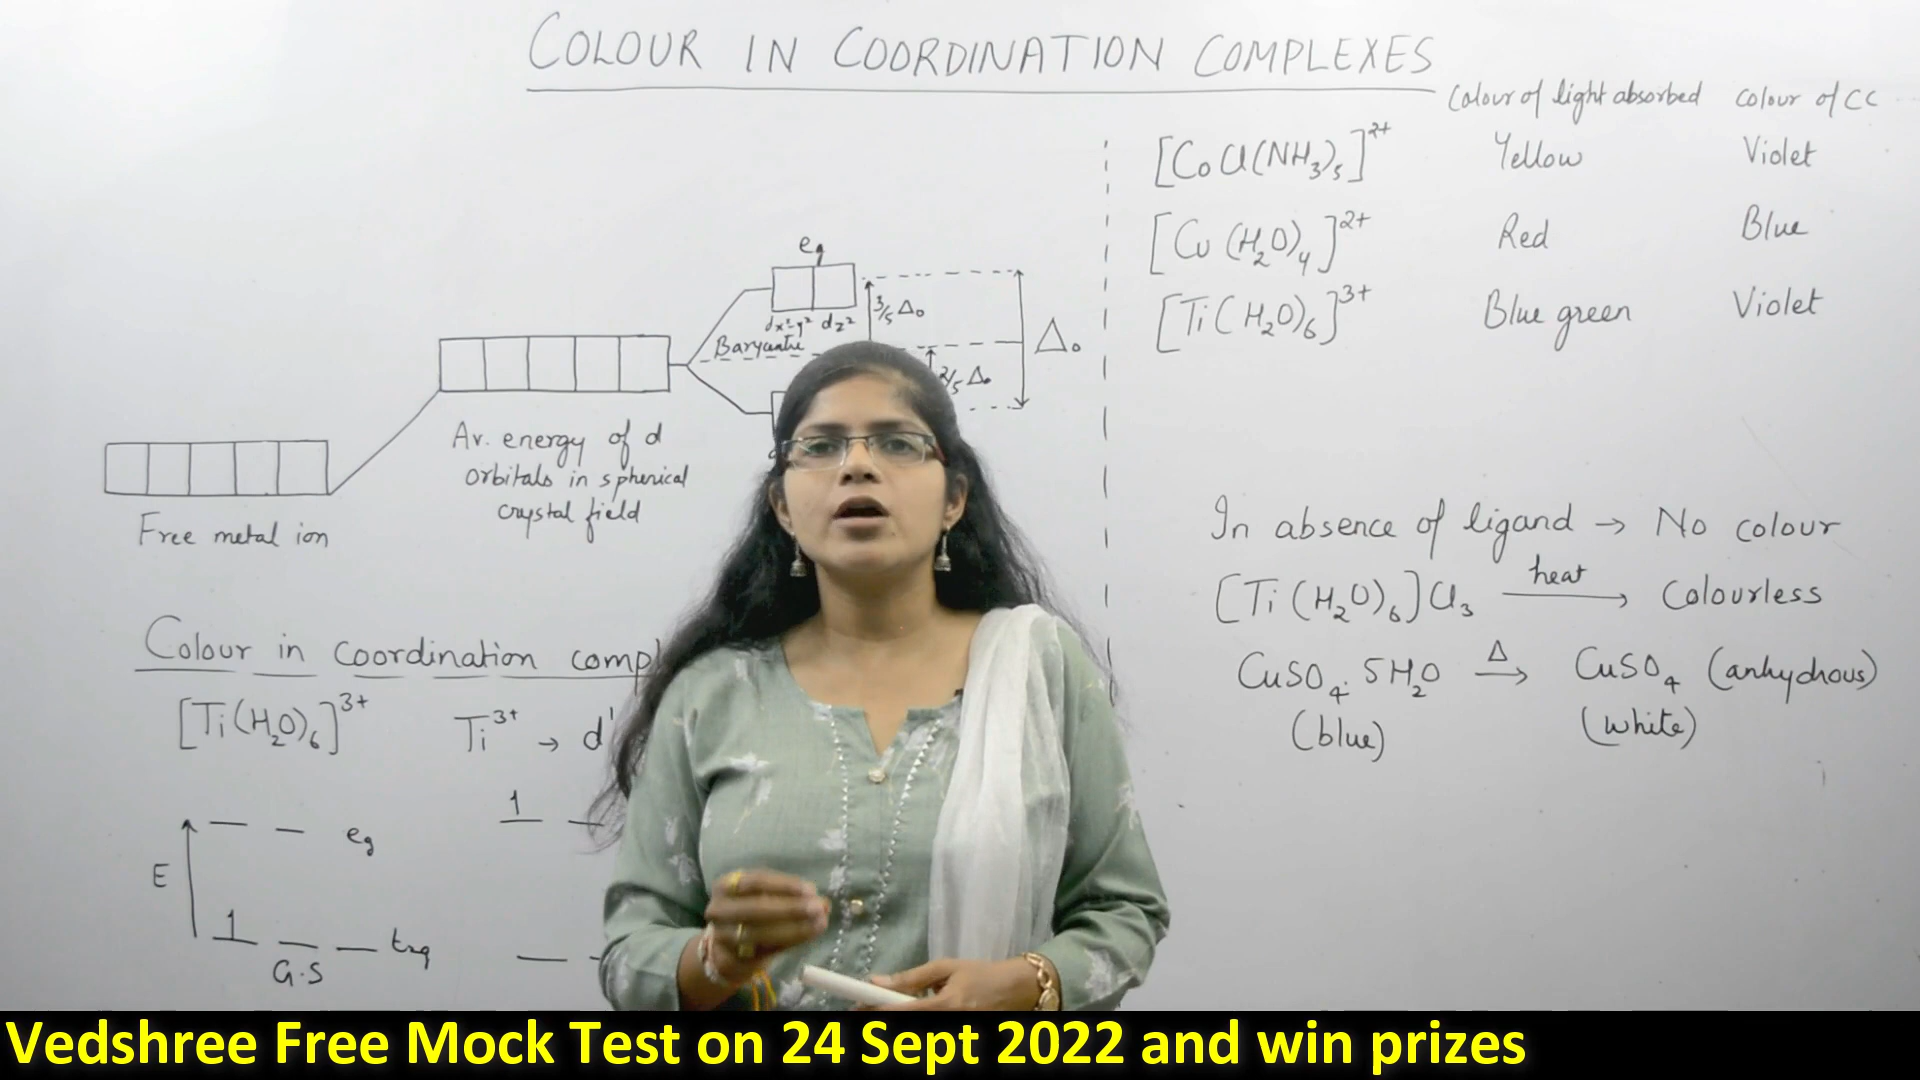 COLOUR IN COORDINATION COMPLEXES
Colour of light absorbed Colour of CC
[CoCl(NH₃)₅]²⁺ Yellow Violet
[Cu(H₂O)₄]²⁺ Red Blue
[Ti(H₂O)₆]³⁺ Blue green Violet
eg
dx²-y² dz²
3/5 Δo
Barycentre
Δo
2/5 Δo
Av. energy of d
orbitals in spherical
crystal field
Free metal ion
In absence of ligand → No colour
[Ti(H₂O)₆]Cl₃ heat → Colourless
CuSO₄.5H₂O Δ → CuSO₄ (anhydrous)
(blue) (white)
Colour in coordination comp
[Ti(H₂O)₆]³⁺ Ti³⁺ → d¹
eg
E
1
1
t₂g
G.S
Vedshree Free Mock Test on 24 Sept 2022 and win prizes